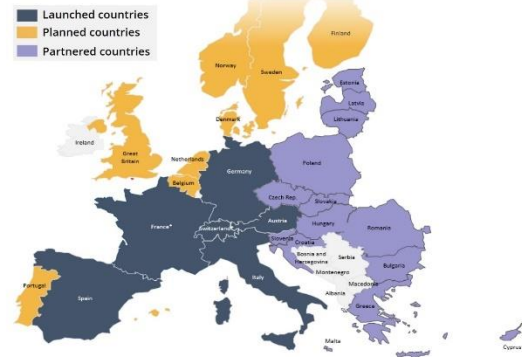 Launched countries
Planned countries
Partnered countries
Finland
Norway
Sweden
Estonia
Latvia
Lithuania
Denmark
Ireland
Great
Britain
Netherlands
Belgium
Germany
Poland
Czech Rep.
Slovakia
France*
Switzerland*
Austria
Hungary
Romania
Slovenia
Croatia
Bosnia and
Herzegovina
Serbia
Montenegro
Bulgaria
Macedonia
Albania
Italy
Portugal
Spain
Greece
Malta
Cyprus